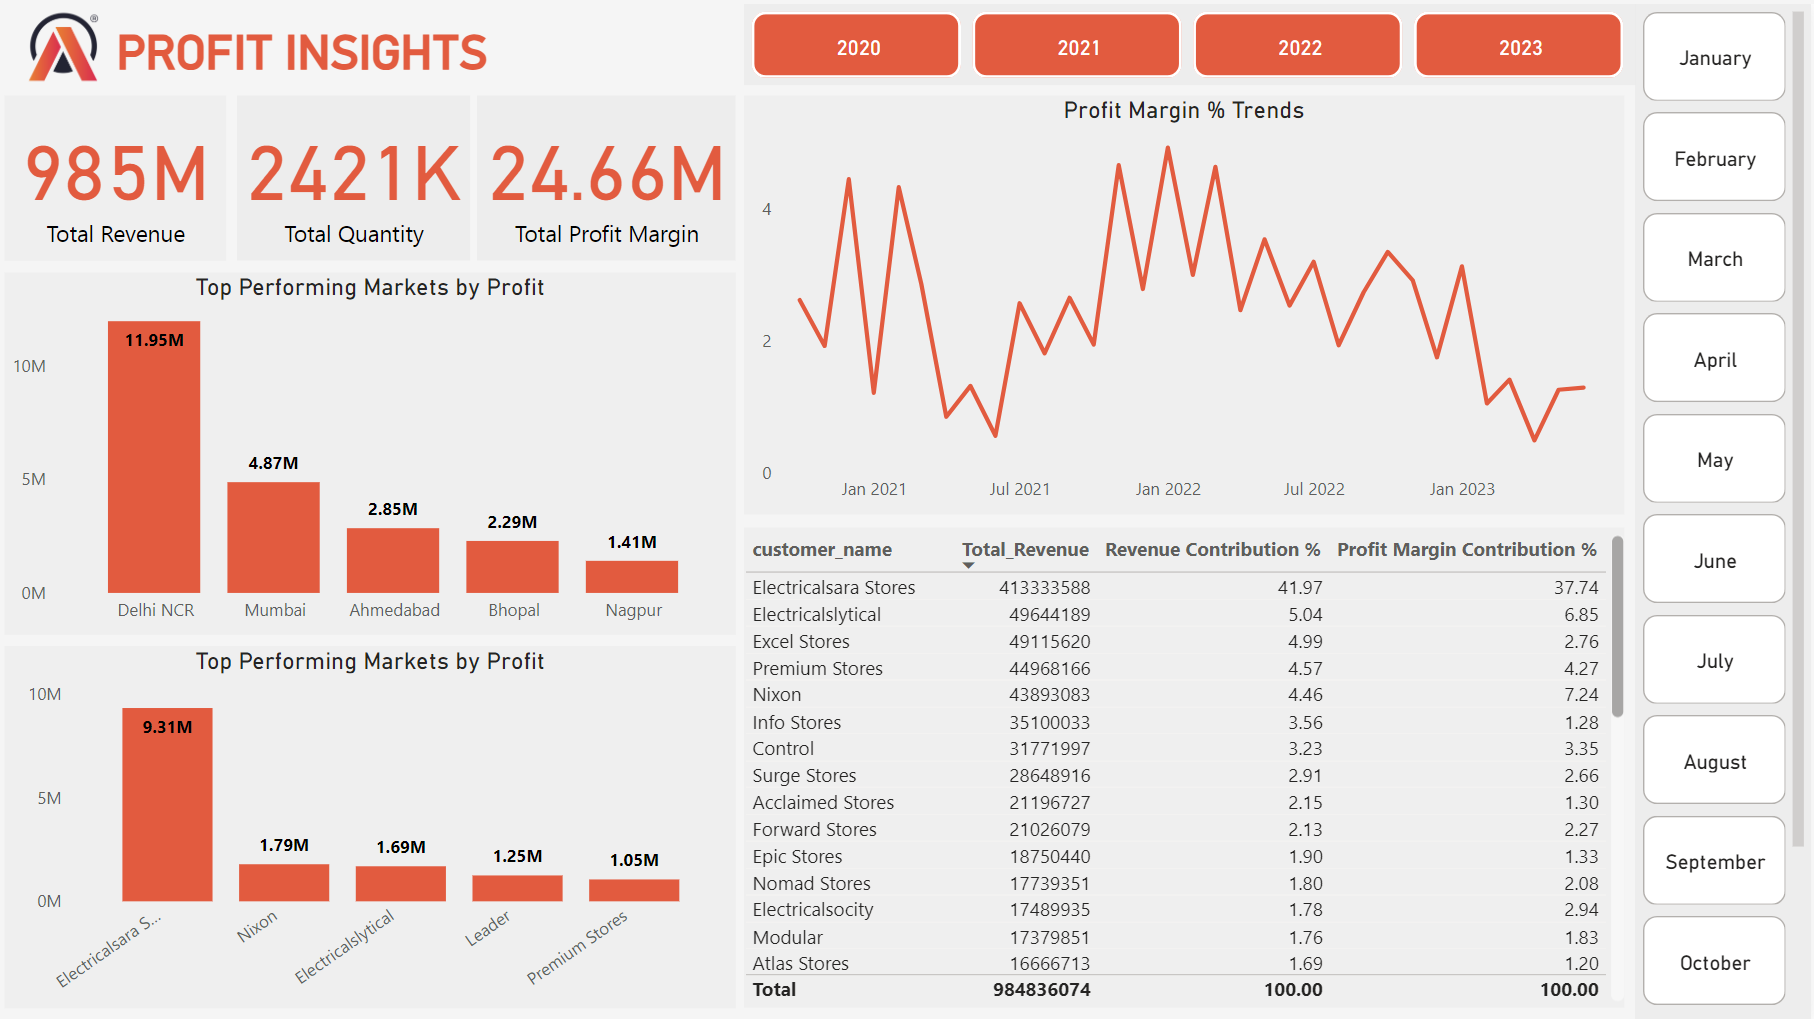 PROFIT INSIGHTS
®
2020
2021
2022
2023
985M
Total Revenue
2421K
Total Quantity
24.66M
Total Profit Margin
Top Performing Markets by Profit
10M
5M
0M
11.95M
4.87M
2.85M
2.29M
1.41M
Delhi NCR
Mumbai
Ahmedabad
Bhopal
Nagpur
Top Performing Markets by Profit
10M
5M
0M
9.31M
1.79M
1.69M
1.25M
1.05M
Electricalsara S...
Nixon
Electricalslytical
Leader
Premium Stores
Profit Margin % Trends
4
2
0
Jan 2021
Jul 2021
Jan 2022
Jul 2022
Jan 2023
customer_name Total_Revenue Revenue Contribution % Profit Margin Contribution %
Electricalsara Stores 413333588 41.97 37.74
Electricalslytical 49644189 5.04 6.85
Excel Stores 49115620 4.99 2.76
Premium Stores 44968166 4.57 4.27
Nixon 43893083 4.46 7.24
Info Stores 35100033 3.56 1.28
Control 31771997 3.23 3.35
Surge Stores 28648916 2.91 2.66
Acclaimed Stores 21196727 2.15 1.30
Forward Stores 21026079 2.13 2.27
Epic Stores 18750440 1.90 1.33
Nomad Stores 17739351 1.80 2.08
Electricalsocity 17489935 1.78 2.94
Modular 17379851 1.76 1.83
Atlas Stores 16666713 1.69 1.20
Total 984836074 100.00 100.00
January
February
March
April
May
June
July
August
September
October